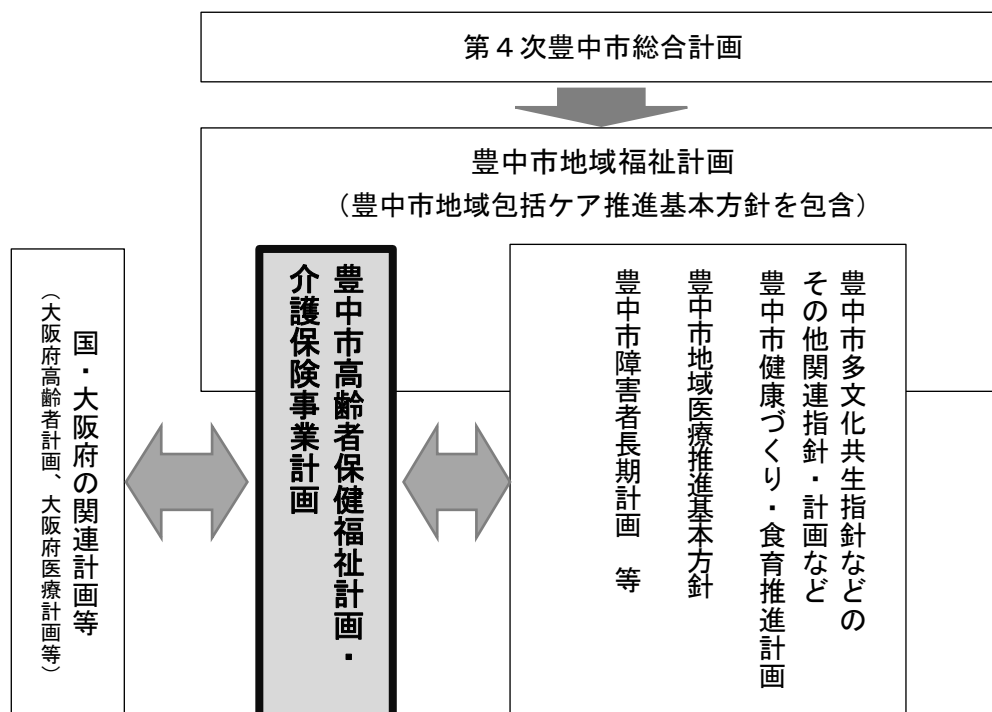 第４次豊中市総合計画
豊中市地域福祉計画
（豊中市地域包括ケア推進基本方針を包含）
豊中市多文化共生指針などの
その他関連指針・計画など
豊中市健康づくり・食育推進計画
豊中市地域医療推進基本方針
豊中市障害者長期計画　等
豊中市高齢者保健福祉計画・
介護保険事業計画
国・大阪府の関連計画等
（大阪府高齢者計画、大阪府医療計画等）